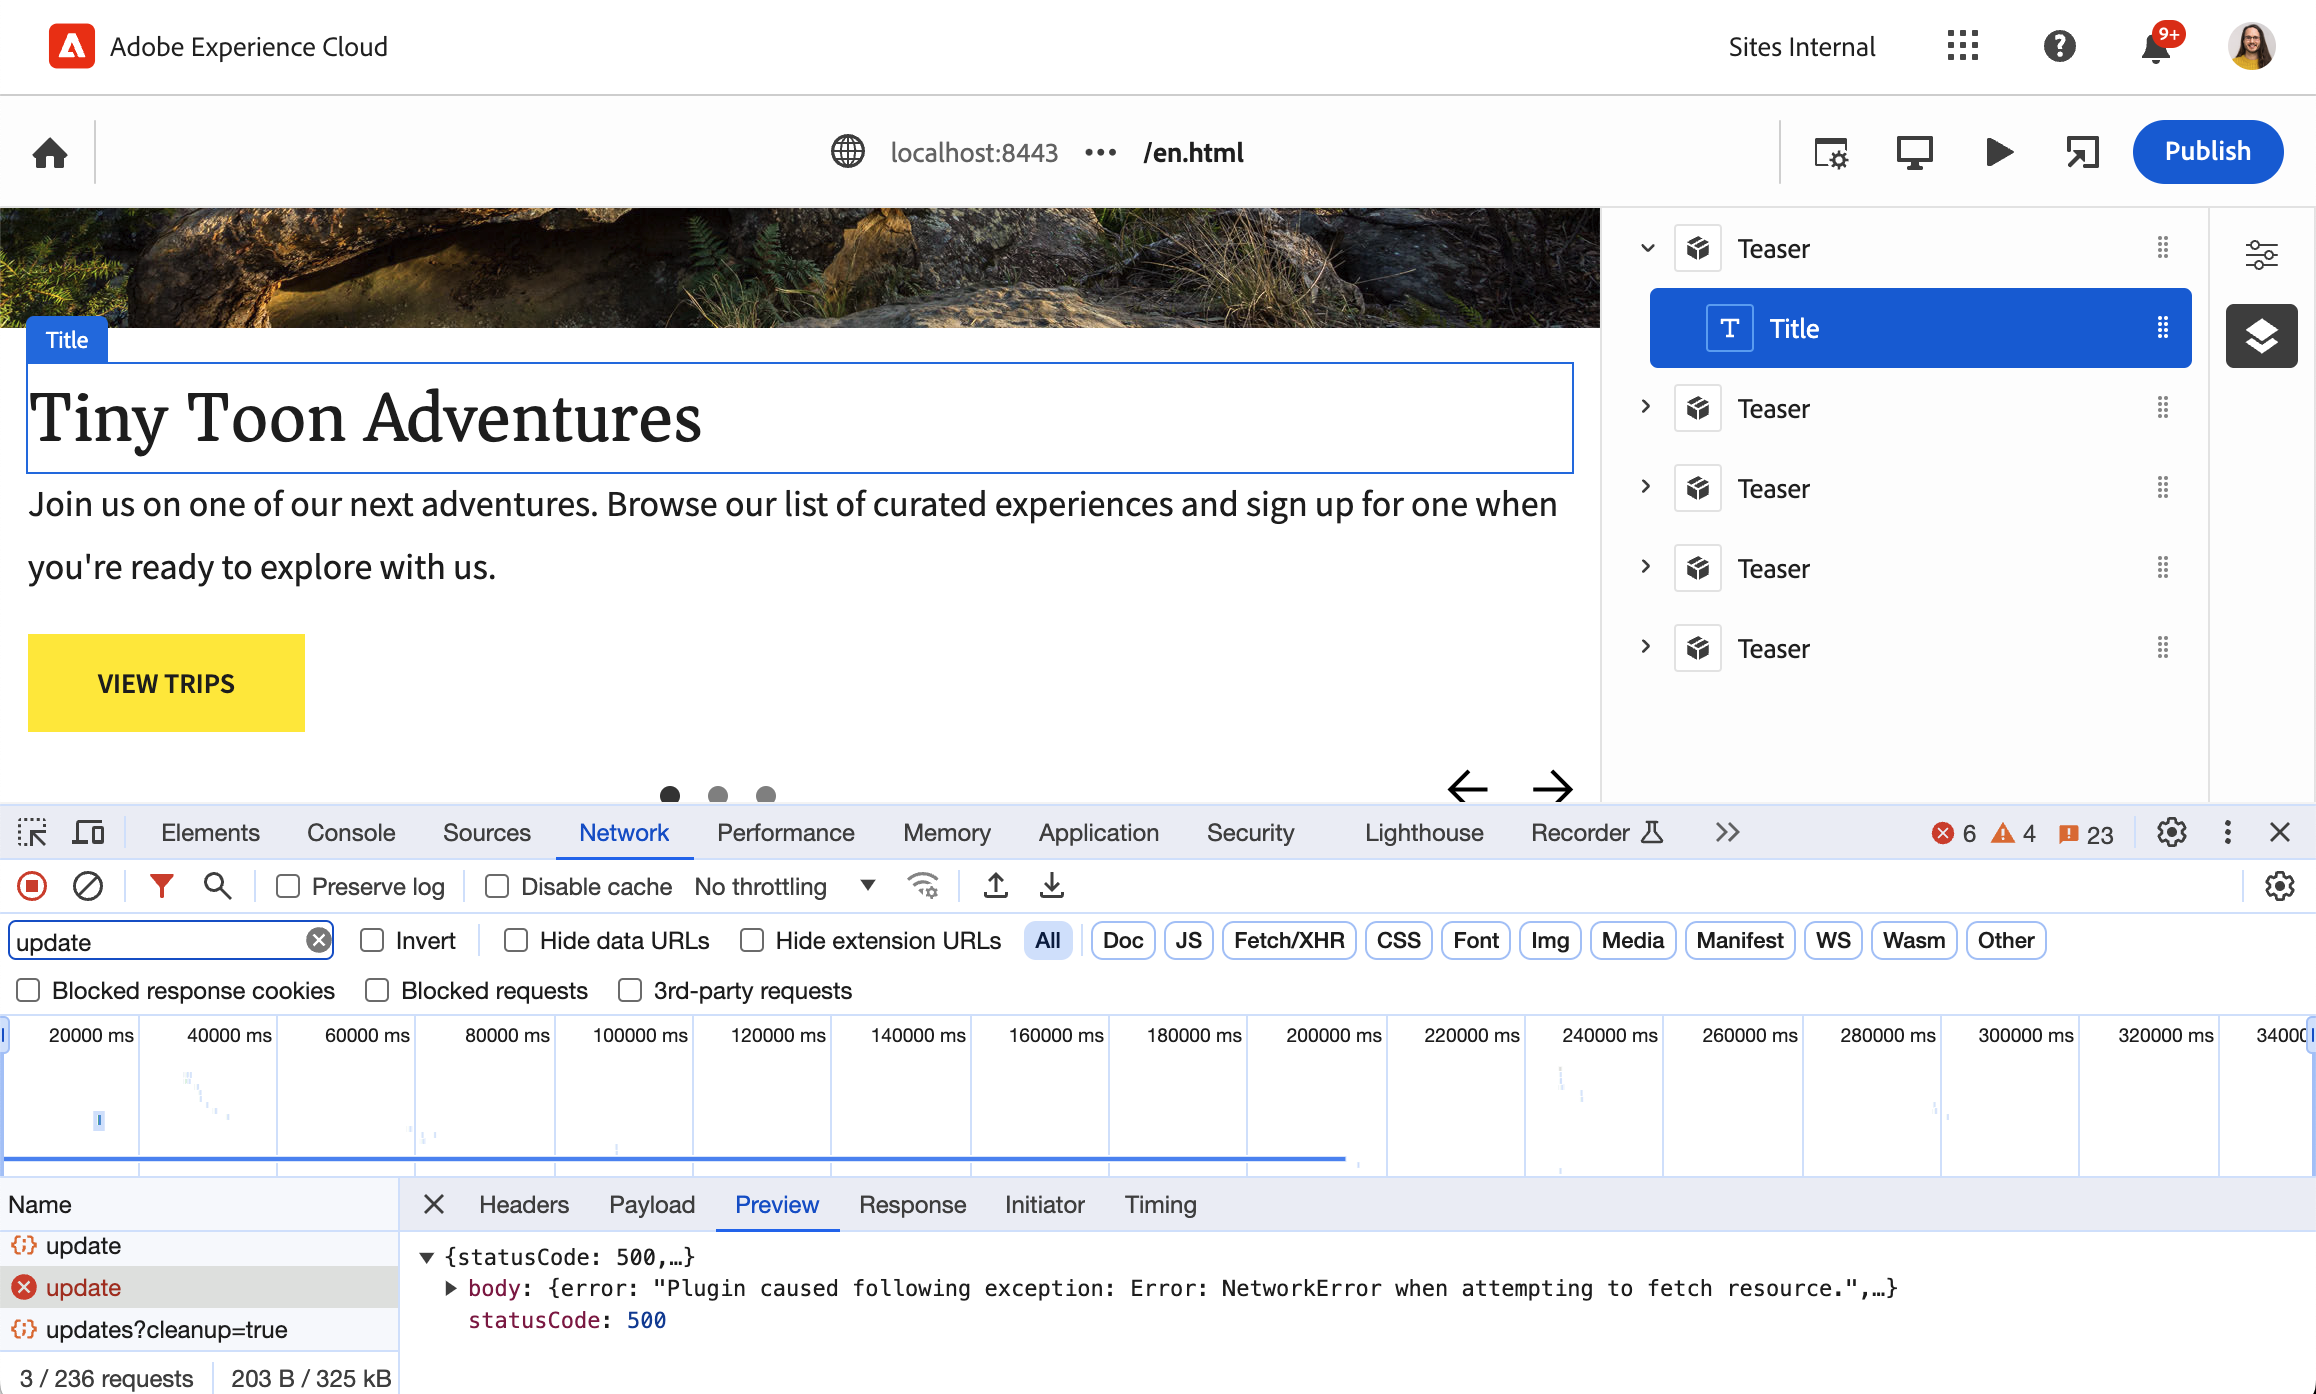 Adobe Experience Cloud
Sites Internal
9+
localhost:8443 ••• /en.html
Publish
Title
Tiny Toon Adventures
Join us on one of our next adventures. Browse our list of curated experiences and sign up for one when
you're ready to explore with us.
VIEW TRIPS
Teaser
T Title
Teaser
Teaser
Teaser
Teaser
Elements Console Sources Network Performance Memory Application Security Lighthouse Recorder 6 4 23
Preserve log Disable cache No throttling
update Invert Hide data URLs Hide extension URLs All Doc JS Fetch/XHR CSS Font Img Media Manifest WS Wasm Other
Blocked response cookies Blocked requests 3rd-party requests
20000 ms 40000 ms 60000 ms 80000 ms 100000 ms 120000 ms 140000 ms 160000 ms 180000 ms 200000 ms 220000 ms 240000 ms 260000 ms 280000 ms 300000 ms 320000 ms 34000
Name
update
update
updates?cleanup=true
3 / 236 requests 203 B / 325 kB
Headers Payload Preview Response Initiator Timing
{statusCode: 500,…}
body: {error: "Plugin caused following exception: Error: NetworkError when attempting to fetch resource.",…}
statusCode: 500